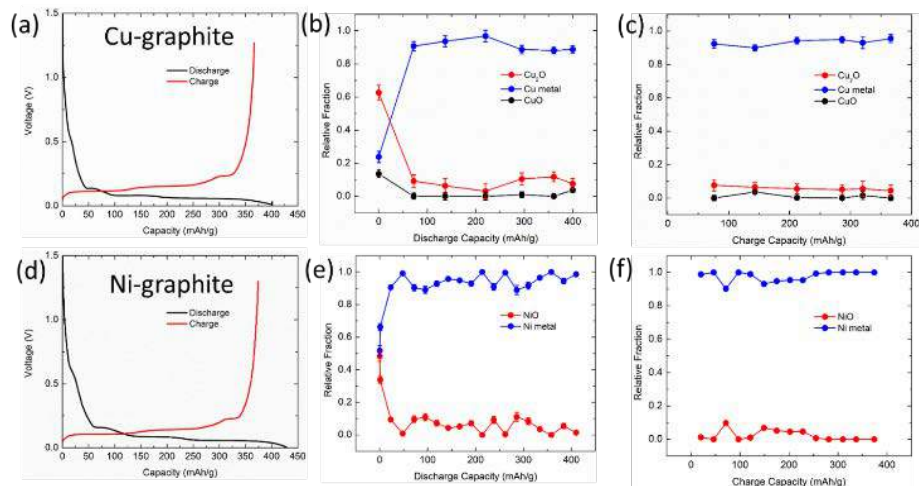 (a)
Cu-graphite
Discharge
Charge
Voltage (V)
1.5
1.0
0.5
0.0
0 50 100 150 200 250 300 350 400 450
Capacity (mAh/g)
(b)
Cu2O
Cu metal
CuO
Relative Fraction
1.0
0.8
0.6
0.4
0.2
0.0
0 100 200 300 400
Discharge Capacity (mAh/g)
(c)
Cu2O
Cu metal
CuO
Relative Fraction
1.0
0.8
0.6
0.4
0.2
0.0
0 100 200 300 400
Charge Capacity (mAh/g)
(d)
Ni-graphite
Discharge
Charge
Voltage (V)
1.5
1.0
0.5
0.0
0 50 100 150 200 250 300 350 400 450
Capacity (mAh/g)
(e)
NiO
Ni metal
Relative Fraction
1.0
0.8
0.6
0.4
0.2
0.0
0 100 200 300 400
Discharge Capacity (mAh/g)
(f)
NiO
Ni metal
Relative Fraction
1.0
0.8
0.6
0.4
0.2
0.0
0 100 200 300 400
Charge Capacity (mAh/g)